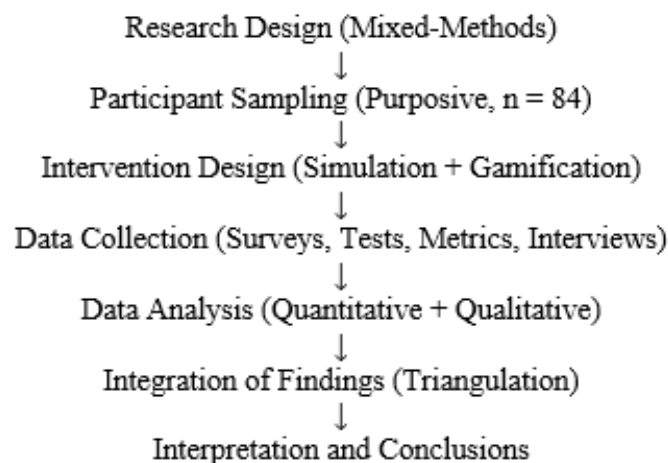 Research Design (Mixed-Methods)
↓
Participant Sampling (Purposive, n = 84)
↓
Intervention Design (Simulation + Gamification)
↓
Data Collection (Surveys, Tests, Metrics, Interviews)
↓
Data Analysis (Quantitative + Qualitative)
↓
Integration of Findings (Triangulation)
↓
Interpretation and Conclusions